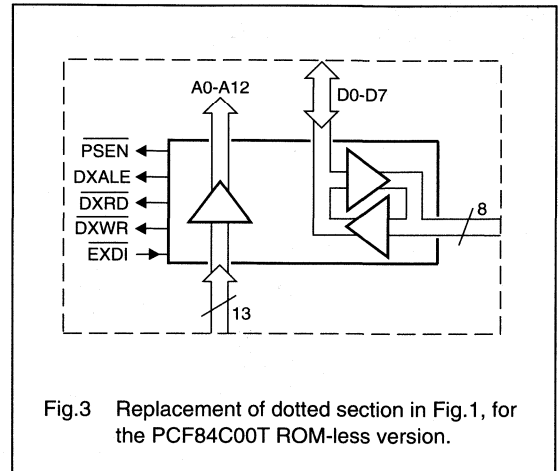 A0-A12
D0-D7
PSEN
DXALE
DXRD
DXWR
EXDI
8
13
Fig.3 Replacement of dotted section in Fig.1, for
the PCF84C00T ROM-less version.